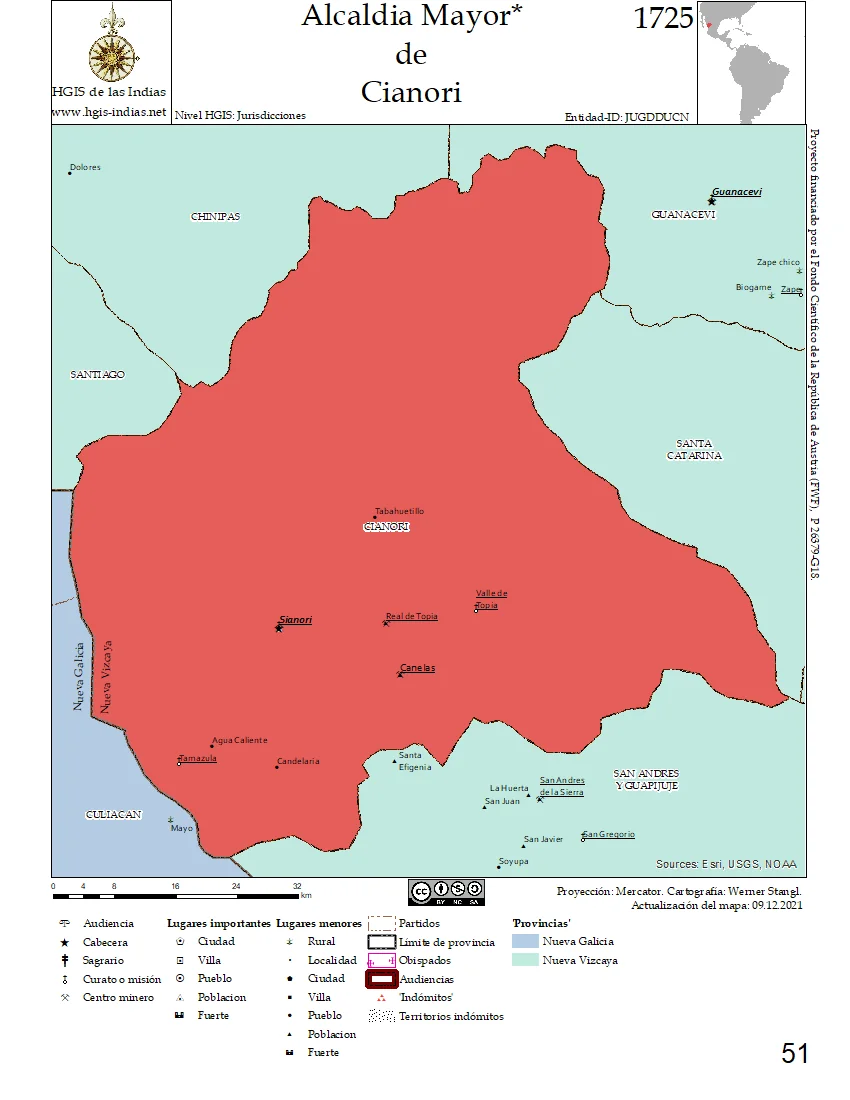 Alcaldia Mayor*
de
Cianori
1725
HGIS de las Indias
www.hgis-indias.net
Nivel HGIS: Jurisdicciones
Entidad-ID: JUGDDUCN
Proyecto financiado por el Fondo Científico de la República de Austria (FWF), P 26379-G18.
Dolores
CHINIPAS
Guanacevi
GUANACEVI
Zape chico
Biogame
Zape
SANTIAGO
SANTA
CATARINA
Tabahuetillo
CIANORI
Valle de
Topia
Sianori
Real de Topia
Canelas
Nueva Galicia
Nueva Vizcaya
Agua Caliente
Tamazula
Candelaria
Santa
Efigenia
SAN ANDRES
Y GUAPIJUJE
La Huerta
San Andres
de la Sierra
San Juan
CULIACAN
Mayo
San Javier
San Gregorio
Soyupa
Sources: Esri, USGS, NOAA
0 4 8 16 24 32
km
CC BY NC SA
Proyección: Mercator. Cartografía: Werner Stangl.
Actualización del mapa: 09.12.2021
Audiencia
Cabecera
Sagrario
Curato o misión
Centro minero
Lugares importantes
Ciudad
Villa
Pueblo
Poblacion
Fuerte
Lugares menores
Rural
Localidad
Ciudad
Villa
Pueblo
Poblacion
Fuerte
Partidos
Límite de provincia
Obispados
Audiencias
'Indómitos'
Territorios indómitos
'Provincias'
Nueva Galicia
Nueva Vizcaya
51